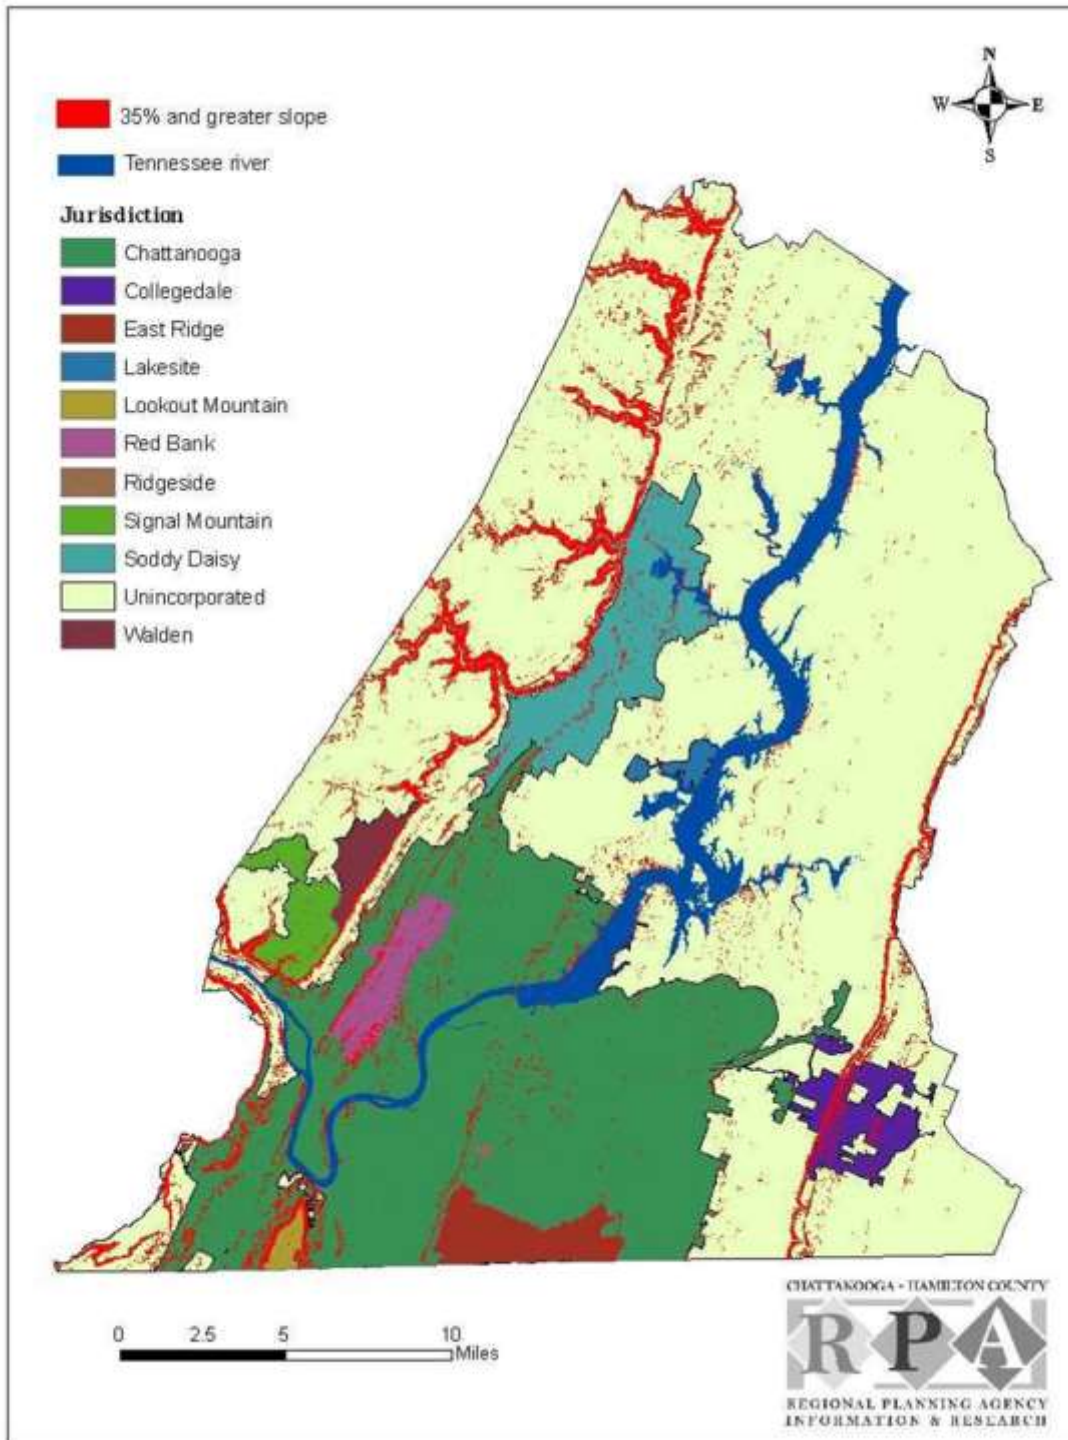 N
W E
S
35% and greater slope
Tennessee river
Jurisdiction
Chattanooga
Collegedale
East Ridge
Lakesite
Lookout Mountain
Red Bank
Ridgeside
Signal Mountain
Soddy Daisy
Unincorporated
Walden
0 2.5 5 10
Miles
CHATTANOOGA - HAMILTON COUNTY
RPA
REGIONAL PLANNING AGENCY
INFORMATION & RESEARCH